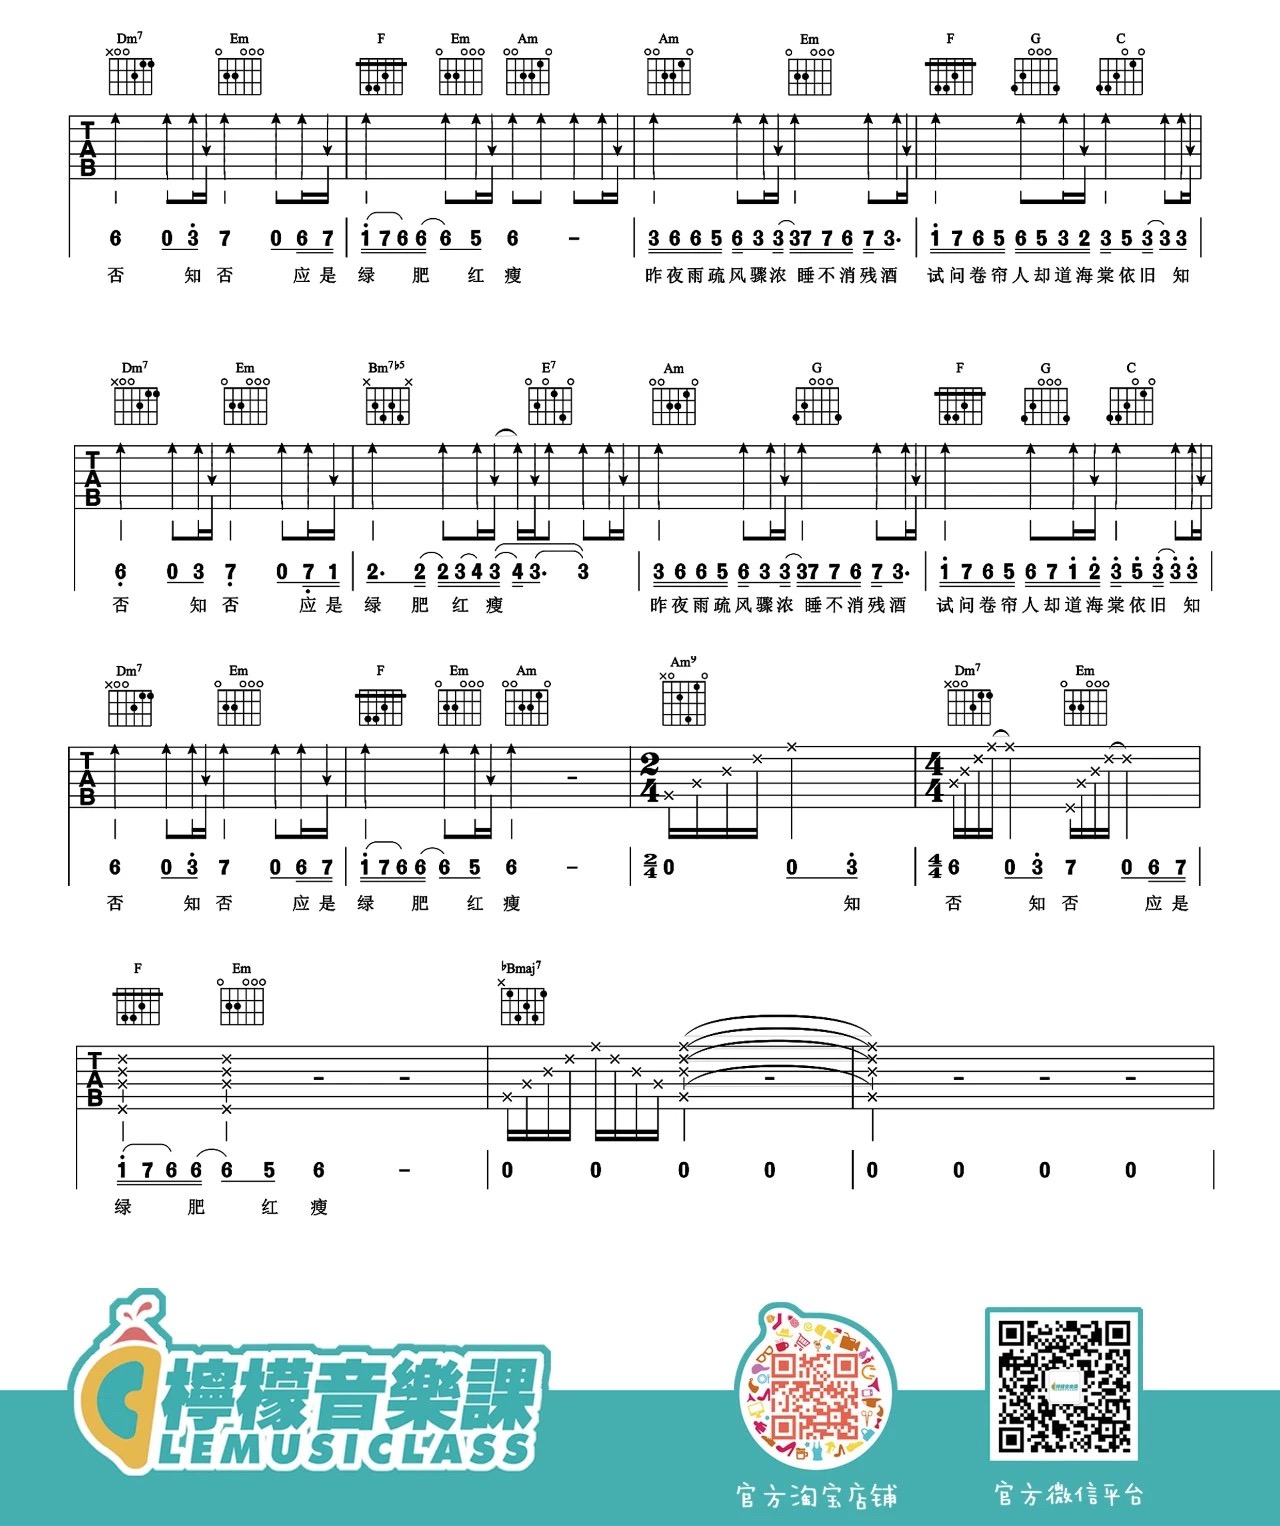 Dm7 Em F Em Am Am Em F G C
TAB
6 0 3 7 0 6 7 1 7 6 6 6 5 6 – 3 6 6 5 6 3 3 3 7 7 6 7 3. 1 7 6 5 6 5 3 2 3 5 3 3 3
否 知 否 应 是 绿 肥 红 瘦 昨夜雨疏风骤浓 睡不消残酒 试问卷帘人却道海棠依旧 知
Dm7 Em Bm7♭5 E7 Am G F G C
TAB
6 0 3 7 0 7 1 2. 2 2 3 4 3 4 3. 3 3 6 6 5 6 3 3 3 7 7 6 7 3. 1 7 6 5 6 7 1 2 3 5 3 3 3
否 知 否 应 是 绿 肥 红 瘦 昨夜雨疏风骤浓 睡不消残酒 试问卷帘人却道海棠依旧 知
Dm7 Em F Em Am Am9 Dm7 Em
TAB – 2/4 4/4
6 0 3 7 0 6 7 1 7 6 6 6 5 6 – 2/4 0 0 3 4/4 6 0 3 7 0 6 7
否 知 否 应 是 绿 肥 红 瘦 知 否 知 否 应 是
F Em ♭Bmaj7
TAB – – – – – –
1 7 6 6 6 5 6 – 0 0 0 0 0 0 0 0
绿 肥 红 瘦
檸檬音樂課
LEMUSICLASS
官方淘宝店铺
官方微信平台